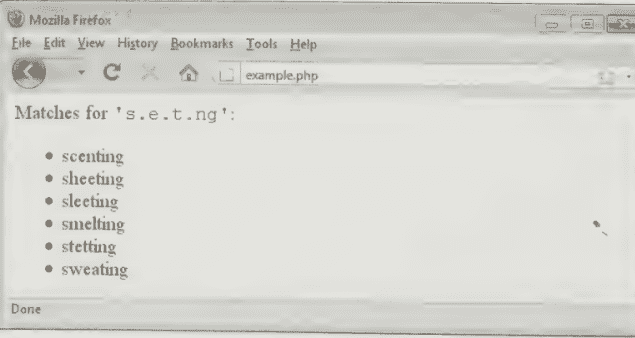 Mozilla Firefox
File Edit View History Bookmarks Tools Help
example.php
Matches for 's.e.t.ng':
• scenting
• sheeting
• sleeting
• smelting
• stetting
• sweating
Done